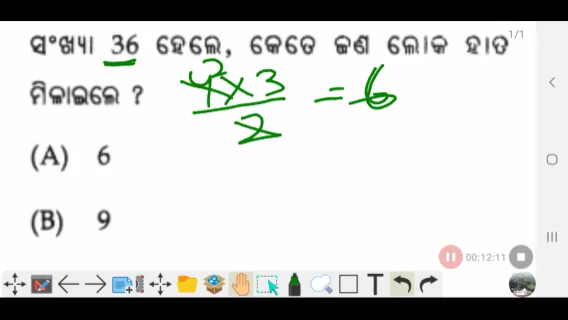 1/1
ସଂଖ୍ୟା 36 ହେଲେ, କେତେ ଜଣ ଲୋକ ହାତ
ମିଳାଇଲେ ? 4 × 3 / 2 = 6
(A) 6
(B) 9
00:12:11
T